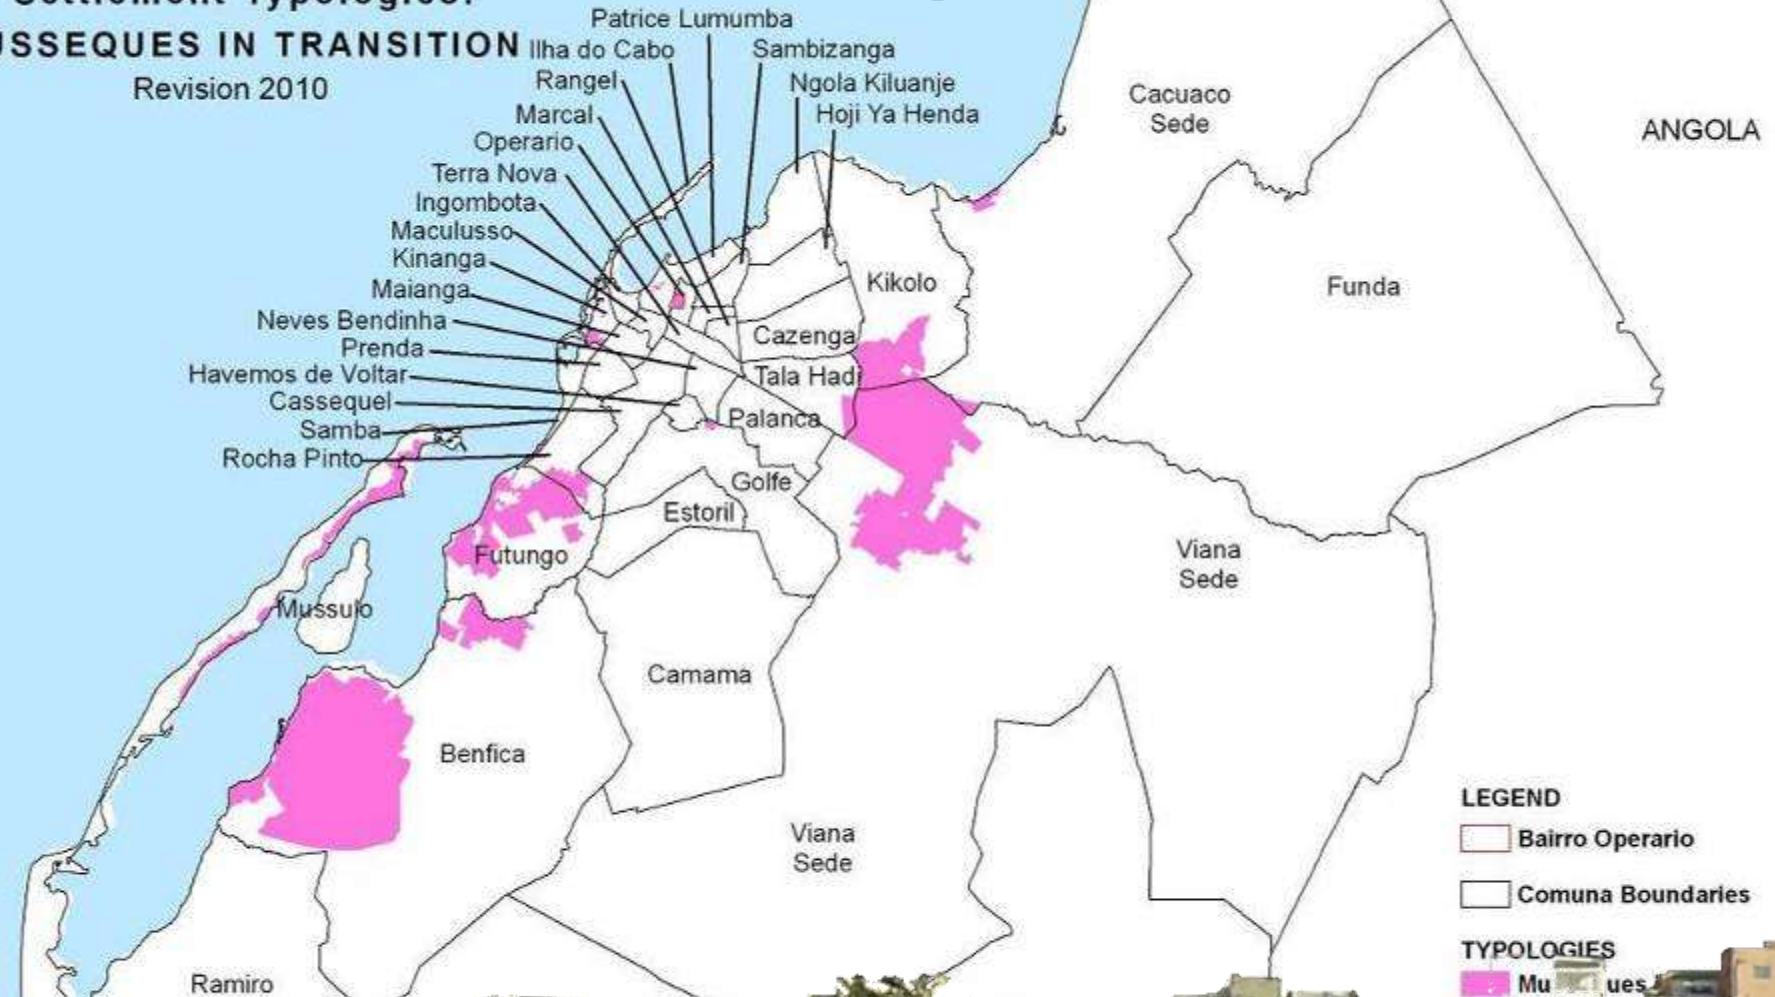 Settlement Typologies:
USSEQUES IN TRANSITION
Revision 2010
Patrice Lumumba
Ilha do Cabo
Sambizanga
Rangel
Ngola Kiluanje
Marcal
Hoji Ya Henda
Operario
Terra Nova
Ingombota
Maculusso
Kinanga
Maianga
Neves Bendinha
Prenda
Havemos de Voltar
Cassequel
Samba
Rocha Pinto
Cacuaco
Sede
ANGOLA
Kikolo
Funda
Cazenga
Tala Hadi
Palanca
Golfe
Estoril
Futungo
Viana
Sede
Mussulo
Camama
Benfica
Viana
Sede
Ramiro
LEGEND
Bairro Operario
Comuna Boundaries
TYPOLOGIES